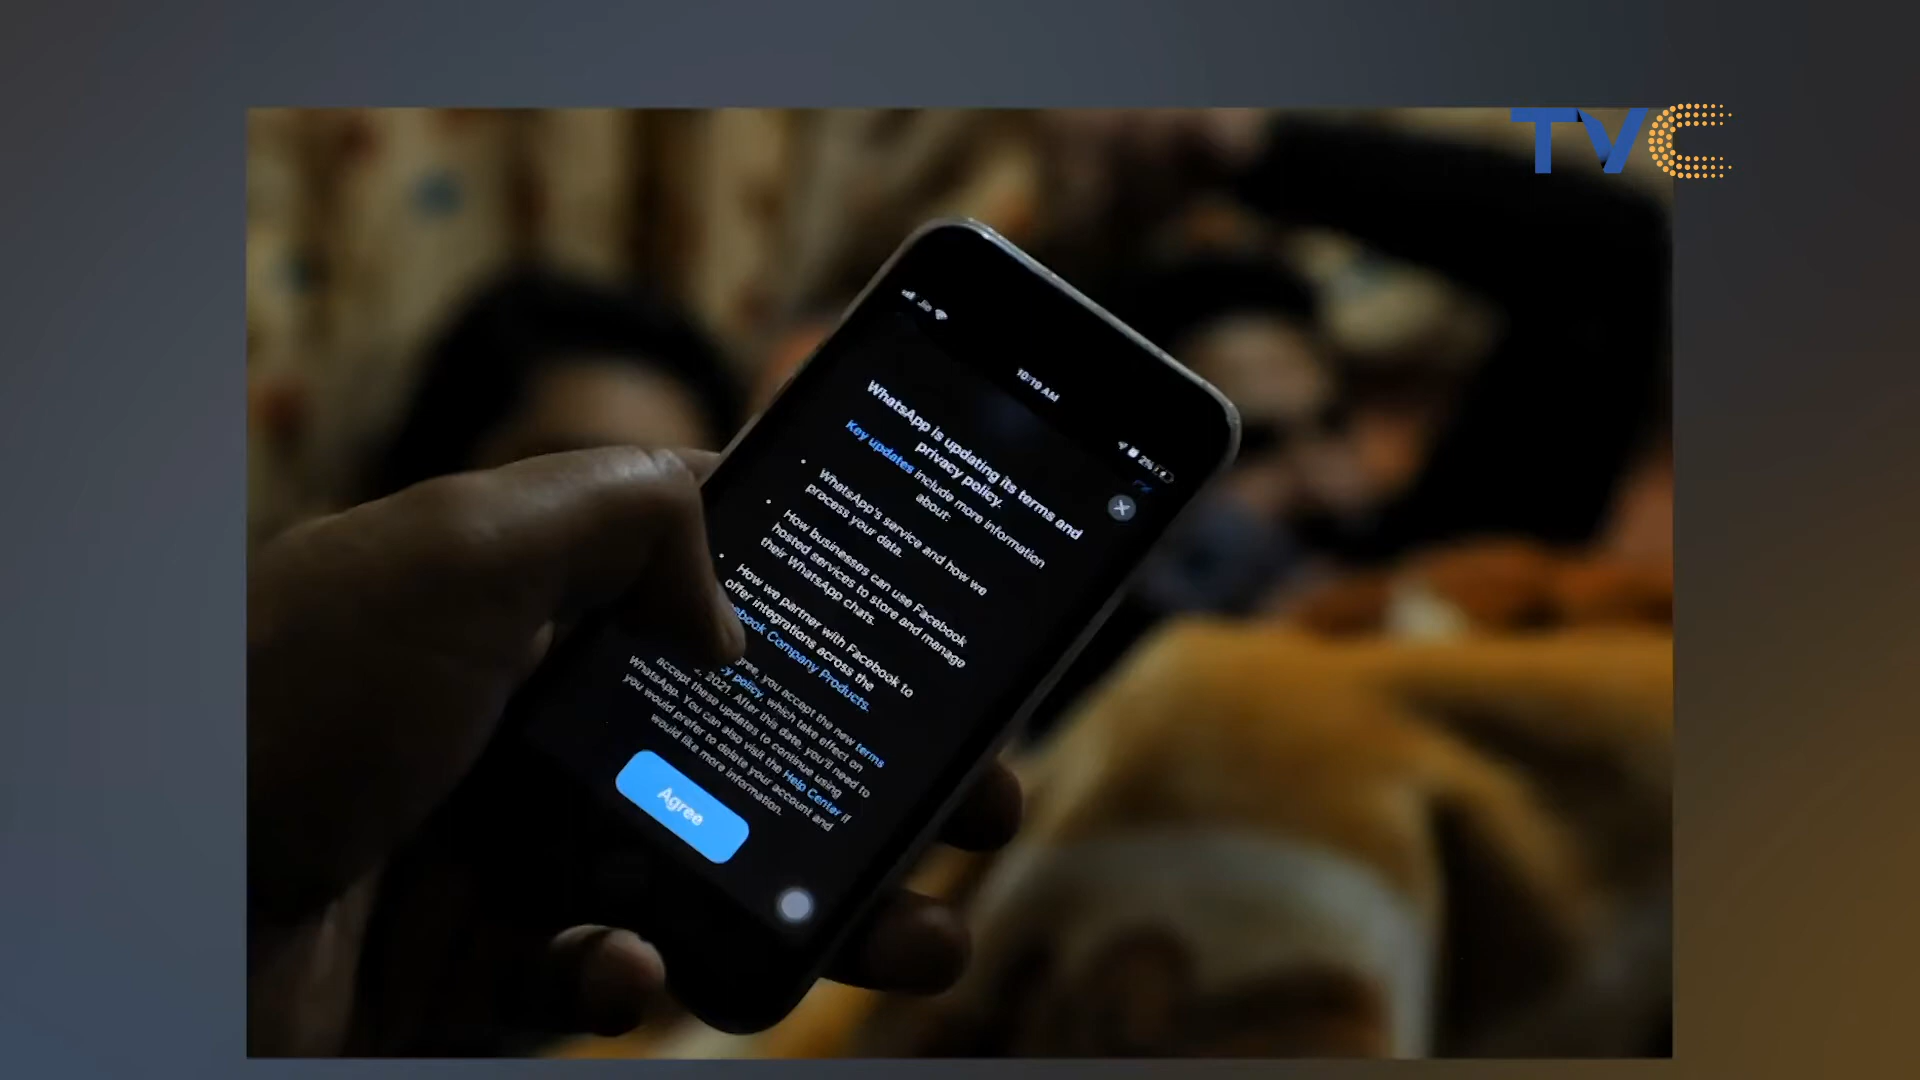 TVC
Jio
10:19 AM
2%
WhatsApp is updating its terms and
privacy policy.
Key updates include more information
about:
WhatsApp's service and how we
process your data.
How businesses can use Facebook
hosted services to store and manage
their WhatsApp chats.
How we partner with Facebook to
offer integrations across the
ebook Company Products.
gree, you accept the new terms
cy policy, which take effect on
, 2021. After this date, you'll need to
accept these updates to continue using
WhatsApp. You can also visit the Help Center if
you would prefer to delete your account and
would like more information.
Agree